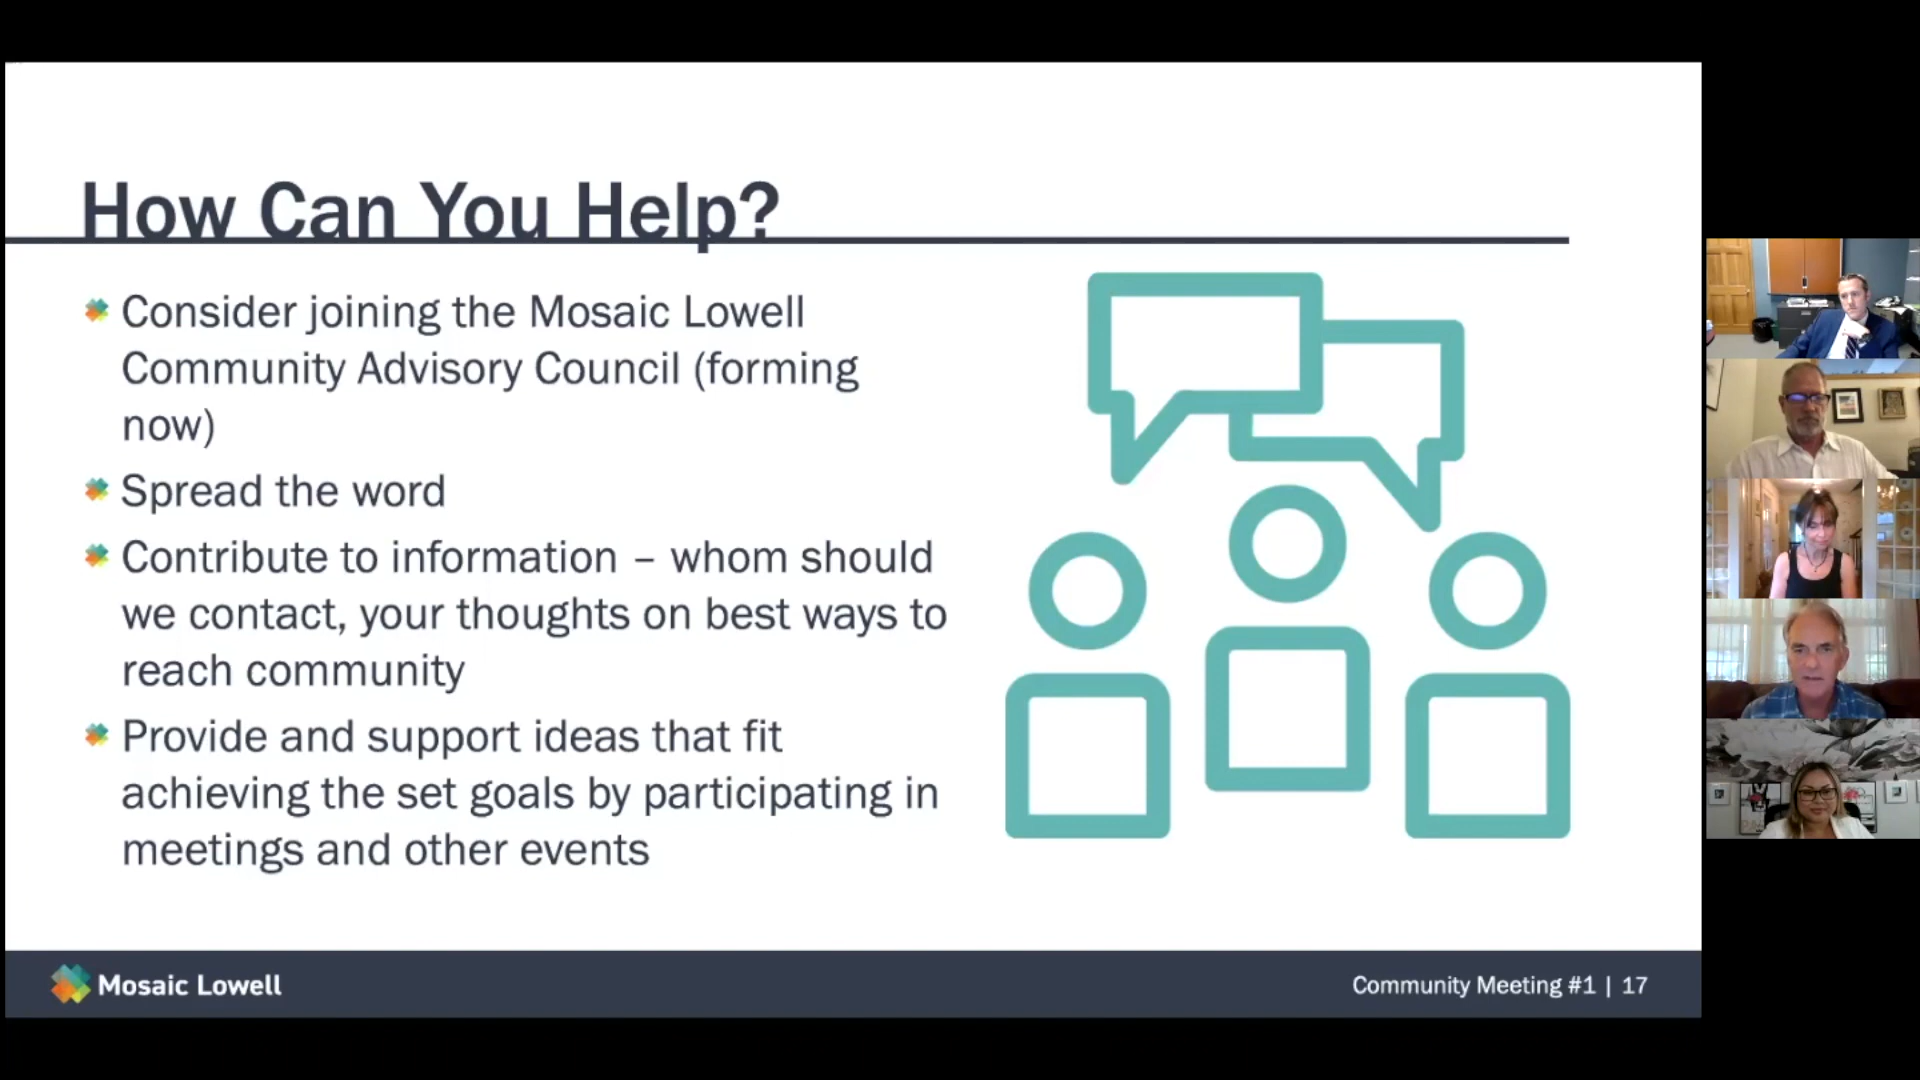 How Can You Help?
Consider joining the Mosaic Lowell
Community Advisory Council (forming
now)
Spread the word
Contribute to information – whom should
we contact, your thoughts on best ways to
reach community
Provide and support ideas that fit
achieving the set goals by participating in
meetings and other events
Mosaic Lowell
Community Meeting #1 | 17